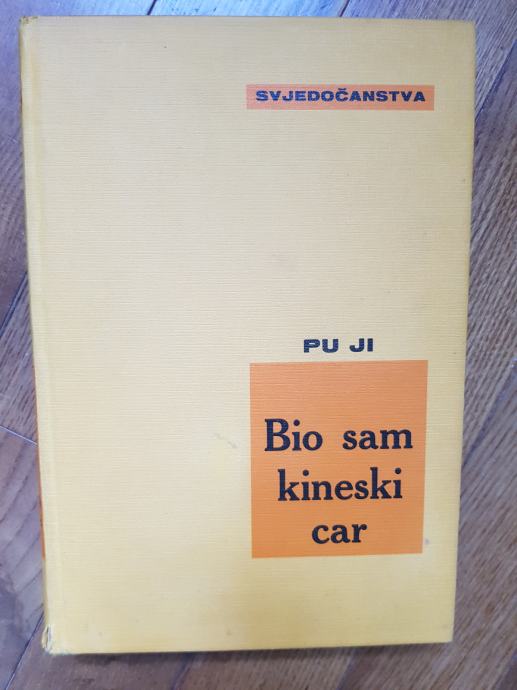 SVJEDOČANSTVA
PU JI
Bio sam
kineski
car